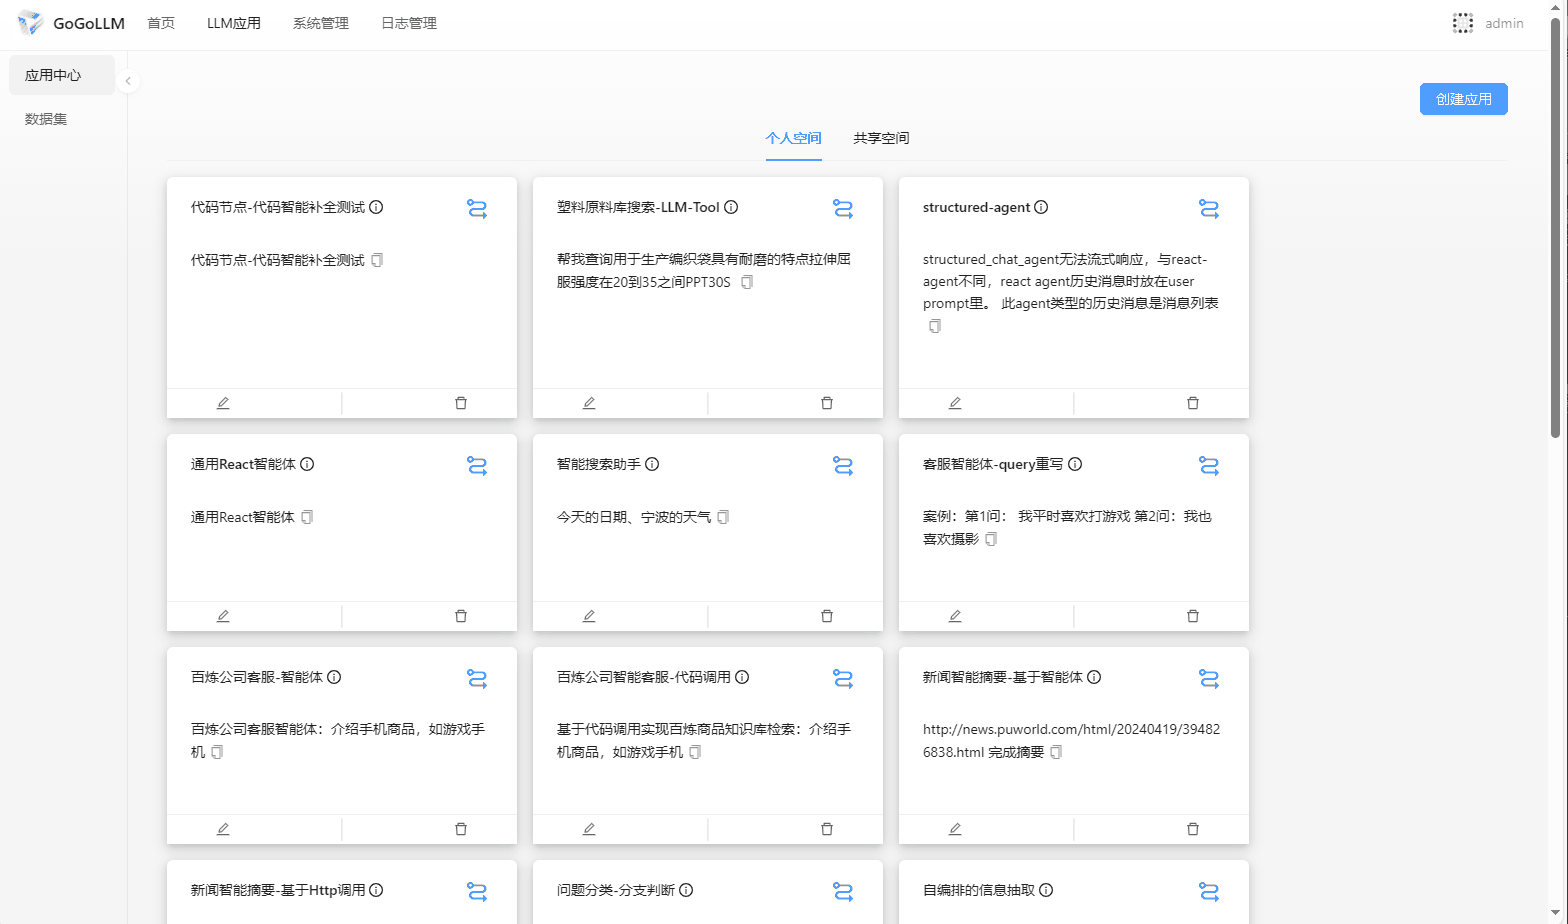 GoGoLLM 首页 LLM应用 系统管理 日志管理 admin
应用中心
数据集
创建应用
个人空间 共享空间
代码节点-代码智能补全测试
代码节点-代码智能补全测试
塑料原料库搜索-LLM-Tool
帮我查询用于生产编织袋具有耐磨的特点拉伸屈
服强度在20到35之间PPT30S
structured-agent
structured_chat_agent无法流式响应，与react-
agent不同，react agent历史消息时放在user
prompt里。 此agent类型的历史消息是消息列表
通用React智能体
通用React智能体
智能搜索助手
今天的日期、宁波的天气
客服智能体-query重写
案例：第1问： 我平时喜欢打游戏 第2问：我也
喜欢摄影
百炼公司客服-智能体
百炼公司客服智能体：介绍手机商品，如游戏手
机
百炼公司智能客服-代码调用
基于代码调用实现百炼商品知识库检索：介绍手
机商品，如游戏手机
新闻智能摘要-基于智能体
http://news.puworld.com/html/20240419/39482
6838.html 完成摘要
新闻智能摘要-基于Http调用
问题分类-分支判断
自编排的信息抽取